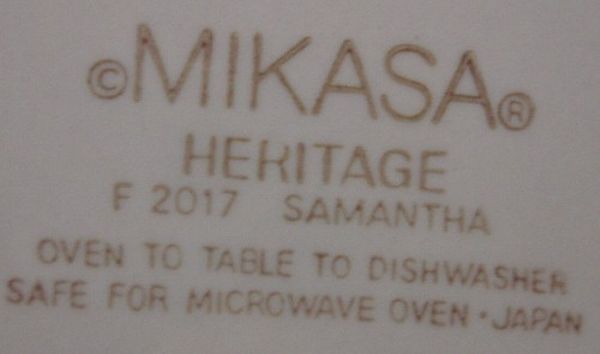 ©MIKASA®
HERITAGE
F 2017 SAMANTHA
OVEN TO TABLE TO DISHWASHER
SAFE FOR MICROWAVE OVEN · JAPAN